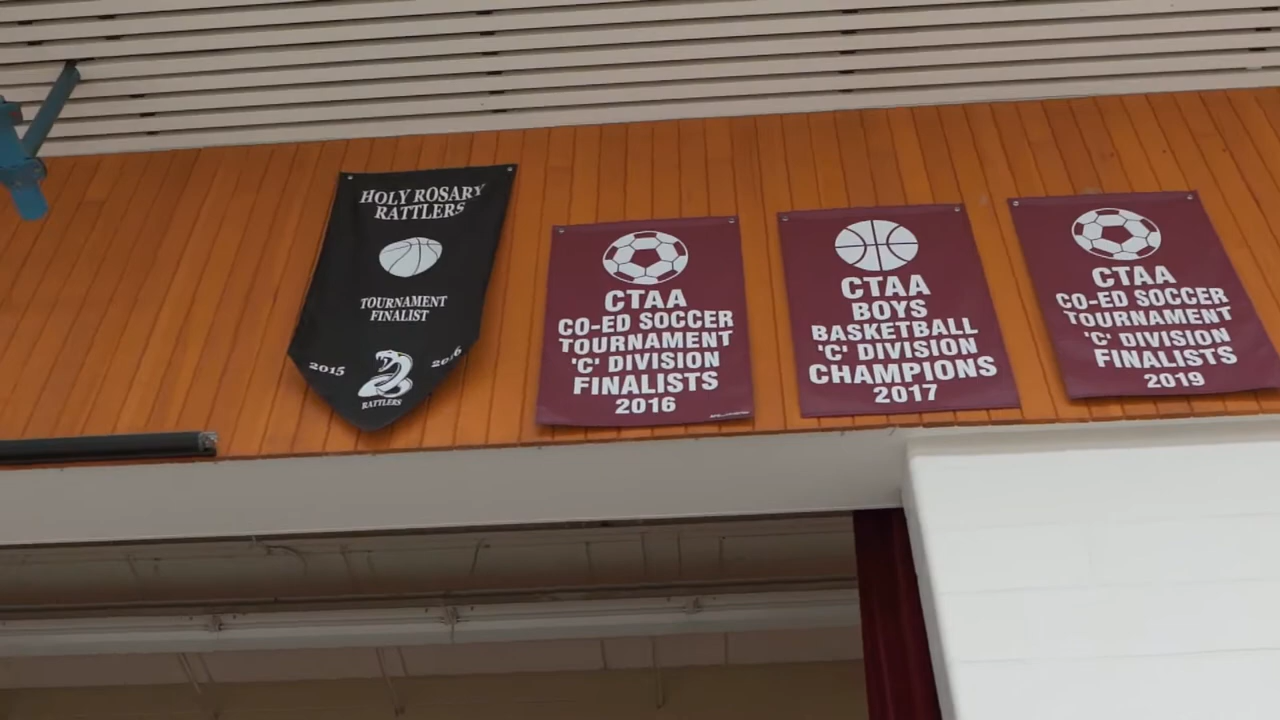 HOLY ROSARY
RATTLERS
TOURNAMENT
FINALIST
2015
2016
RATTLERS
CTAA
CO-ED SOCCER
TOURNAMENT
'C' DIVISION
FINALISTS
2016
CTAA
BOYS
BASKETBALL
'C' DIVISION
CHAMPIONS
2017
CTAA
CO-ED SOCCER
TOURNAMENT
'C' DIVISION
FINALISTS
2019